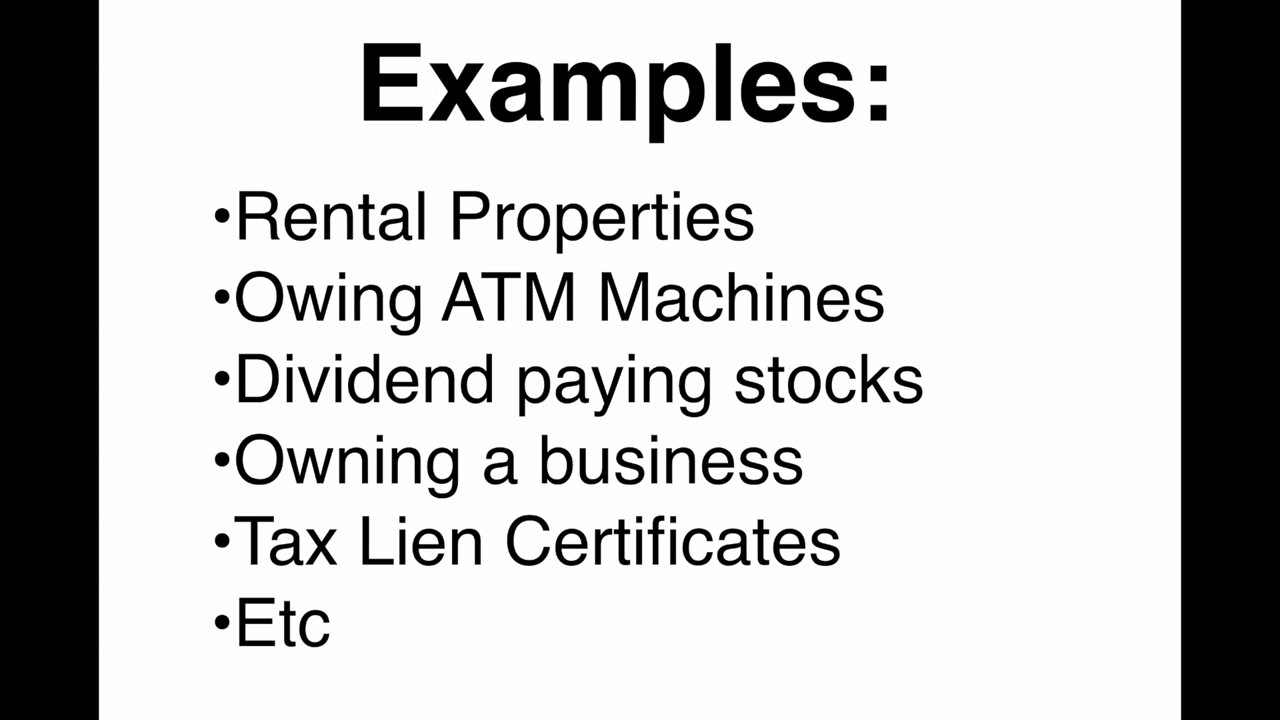 Examples:
•Rental Properties
•Owing ATM Machines
•Dividend paying stocks
•Owning a business
•Tax Lien Certificates
•Etc